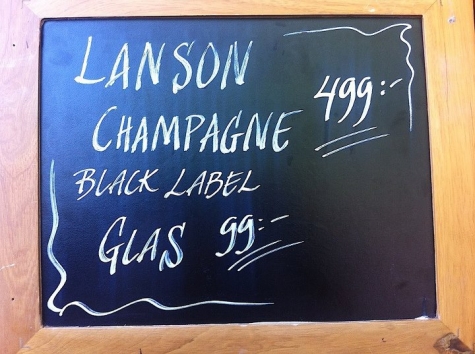 LANSON
CHAMPAGNE 499:-
BLACK LABEL
GLAS 99:-